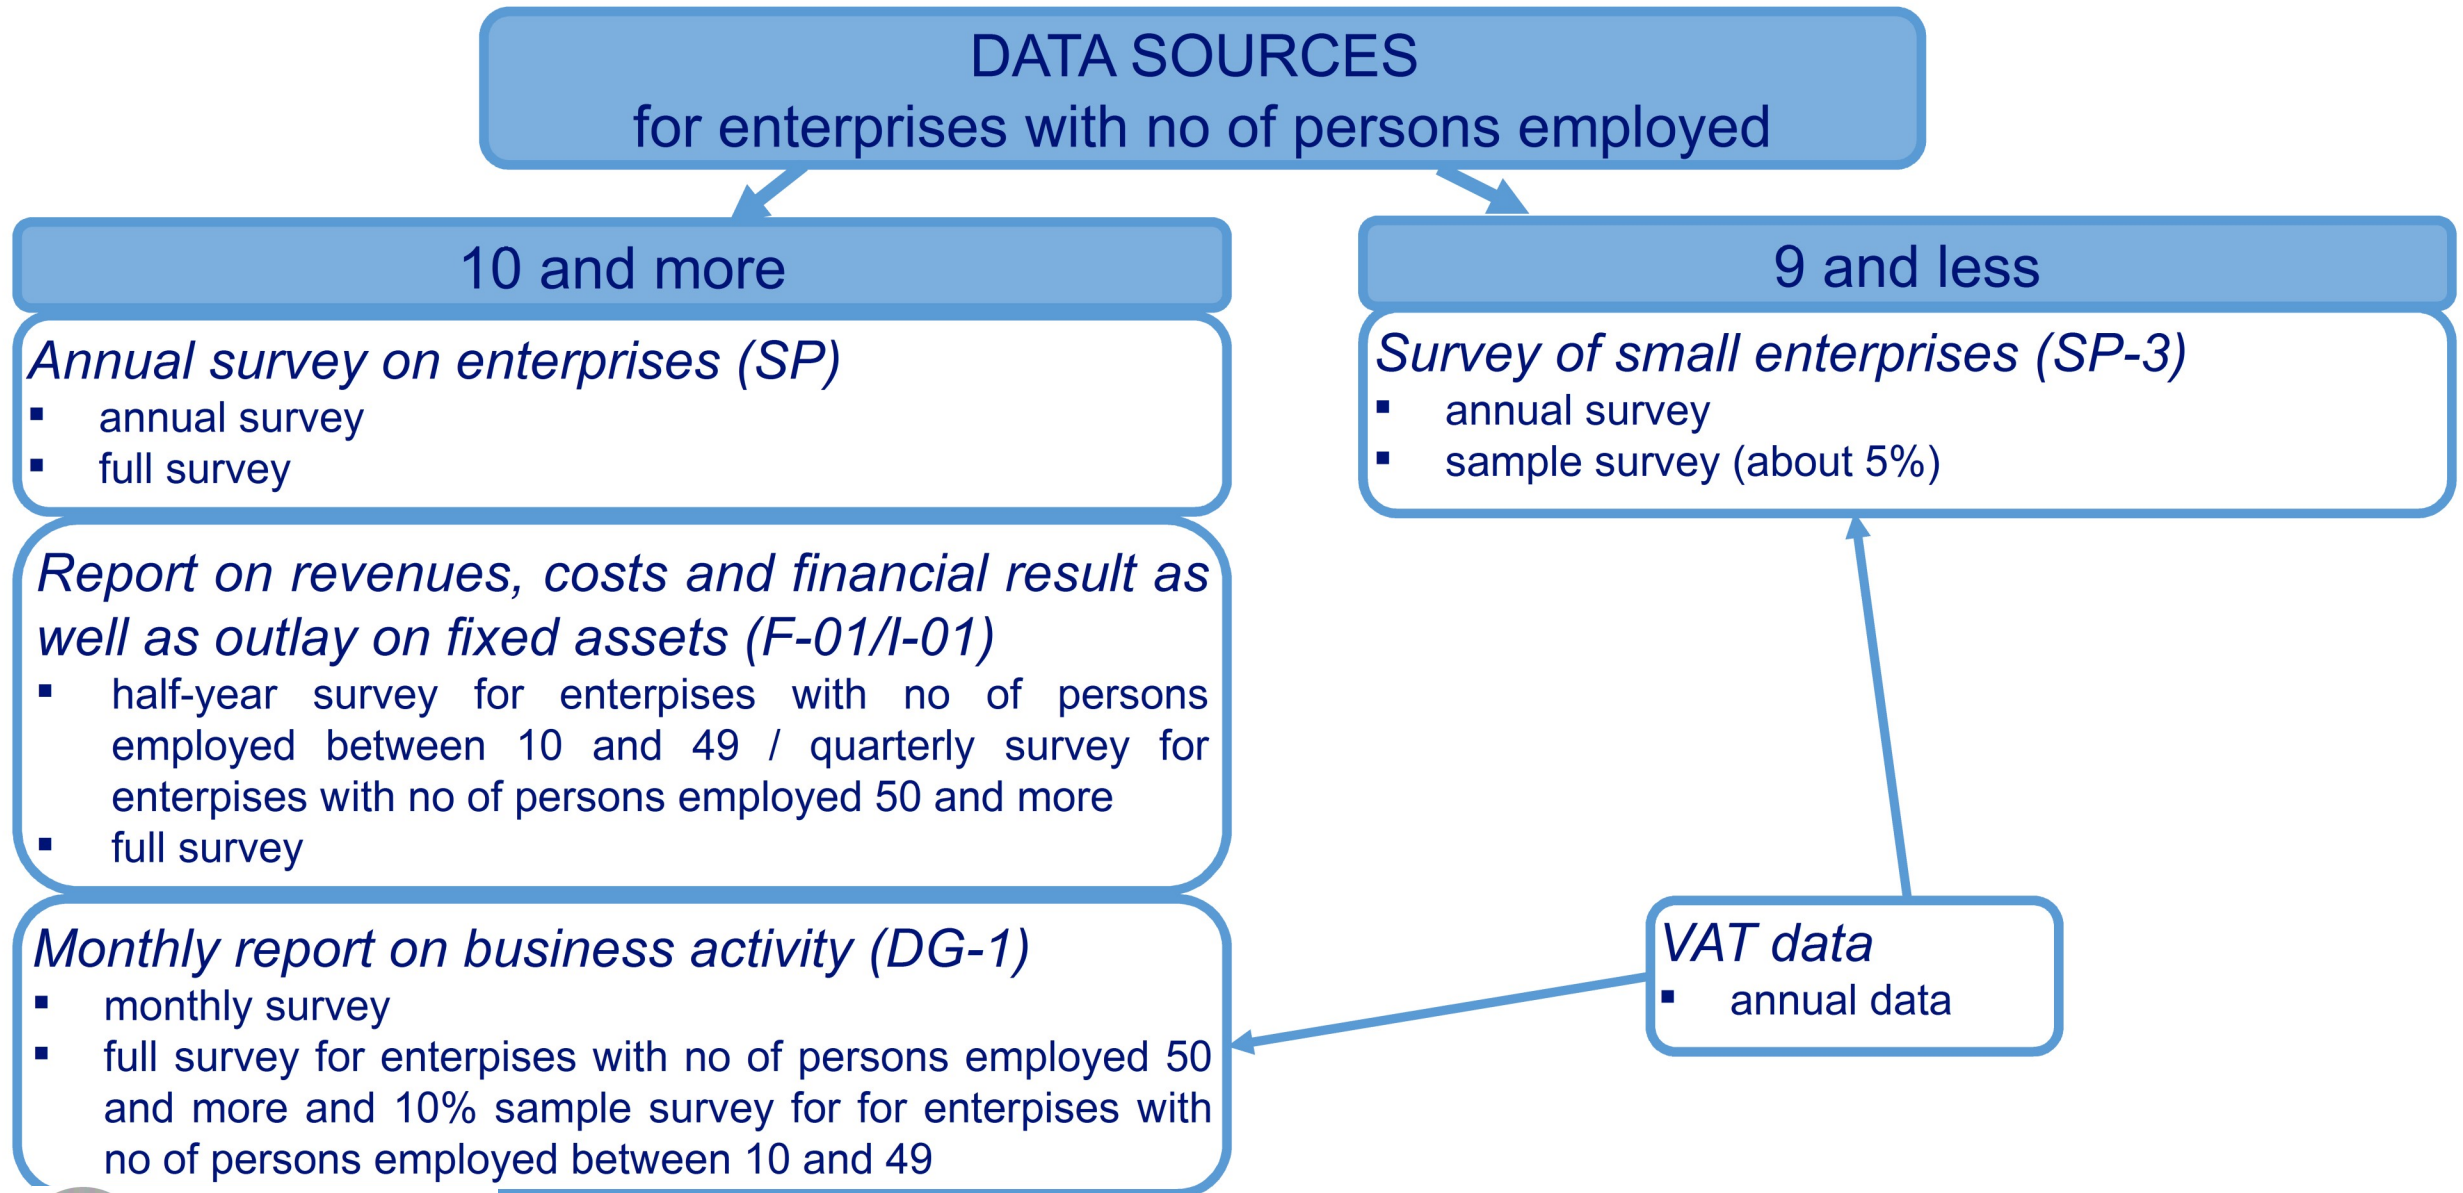 DATA SOURCES
for enterprises with no of persons employed
10 and more
Annual survey on enterprises (SP)
▪ annual survey
▪ full survey
Report on revenues, costs and financial result as
well as outlay on fixed assets (F-01/I-01)
▪ half-year survey for enterpises with no of persons
employed between 10 and 49 / quarterly survey for
enterpises with no of persons employed 50 and more
▪ full survey
Monthly report on business activity (DG-1)
▪ monthly survey
▪ full survey for enterpises with no of persons employed 50
and more and 10% sample survey for for enterpises with
no of persons employed between 10 and 49
9 and less
Survey of small enterprises (SP-3)
▪ annual survey
▪ sample survey (about 5%)
VAT data
▪ annual data